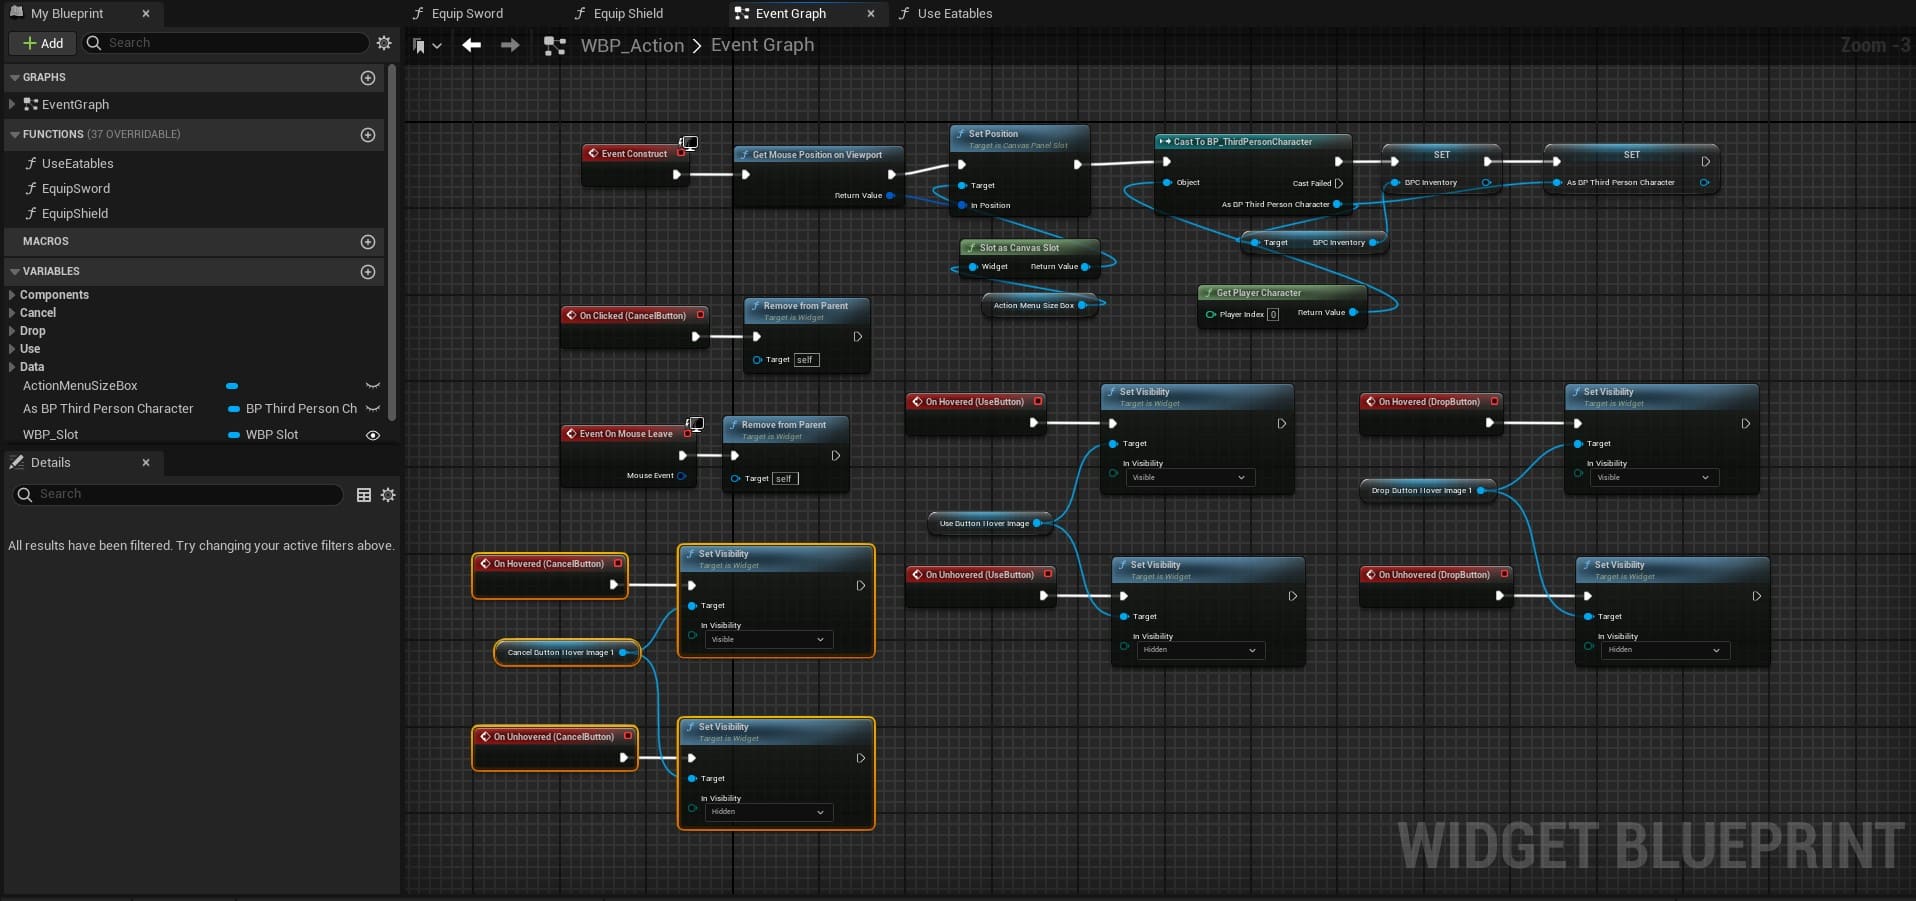 My Blueprint
Add
Search
GRAPHS
EventGraph
FUNCTIONS (37 OVERRIDABLE)
UseEatables
EquipSword
EquipShield
MACROS
VARIABLES
Components
Cancel
Drop
Use
Data
ActionMenuSizeBox
As BP Third Person Character
BP Third Person Ch
WBP_Slot
WBP Slot
Details
Search
All results have been filtered. Try changing your active filters above.
Equip Sword
Equip Shield
Event Graph
Use Eatables
WBP_Action
Event Graph
Zoom -3
Event Construct
Get Mouse Position on Viewport
Return Value
Set Position
Target is Canvas Panel Slot
Target
In Position
Slot as Canvas Slot
Widget
Return Value
Action Menu Size Box
Cast To BP_ThirdPersonCharacter
Object
Cast Failed
As BP Third Person Character
SET
BPC Inventory
SET
As BP Third Person Character
Target
BPC Inventory
Get Player Character
Player Index
0
Return Value
On Clicked (CancelButton)
Remove from Parent
Target is Widget
Target
self
Event On Mouse Leave
Mouse Event
Remove from Parent
Target is Widget
Target
self
On Hovered (UseButton)
Set Visibility
Target is Widget
Target
In Visibility
Visible
Use Button Hover Image
On Unhovered (UseButton)
Set Visibility
Target is Widget
Target
In Visibility
Hidden
On Hovered (DropButton)
Set Visibility
Target is Widget
Target
In Visibility
Visible
Drop Button Hover Image 1
On Unhovered (DropButton)
Set Visibility
Target is Widget
Target
In Visibility
Hidden
On Hovered (CancelButton)
Set Visibility
Target is Widget
Target
In Visibility
Visible
Cancel Button Hover Image 1
On Unhovered (CancelButton)
Set Visibility
Target is Widget
Target
In Visibility
Hidden
WIDGET BLUEPRINT